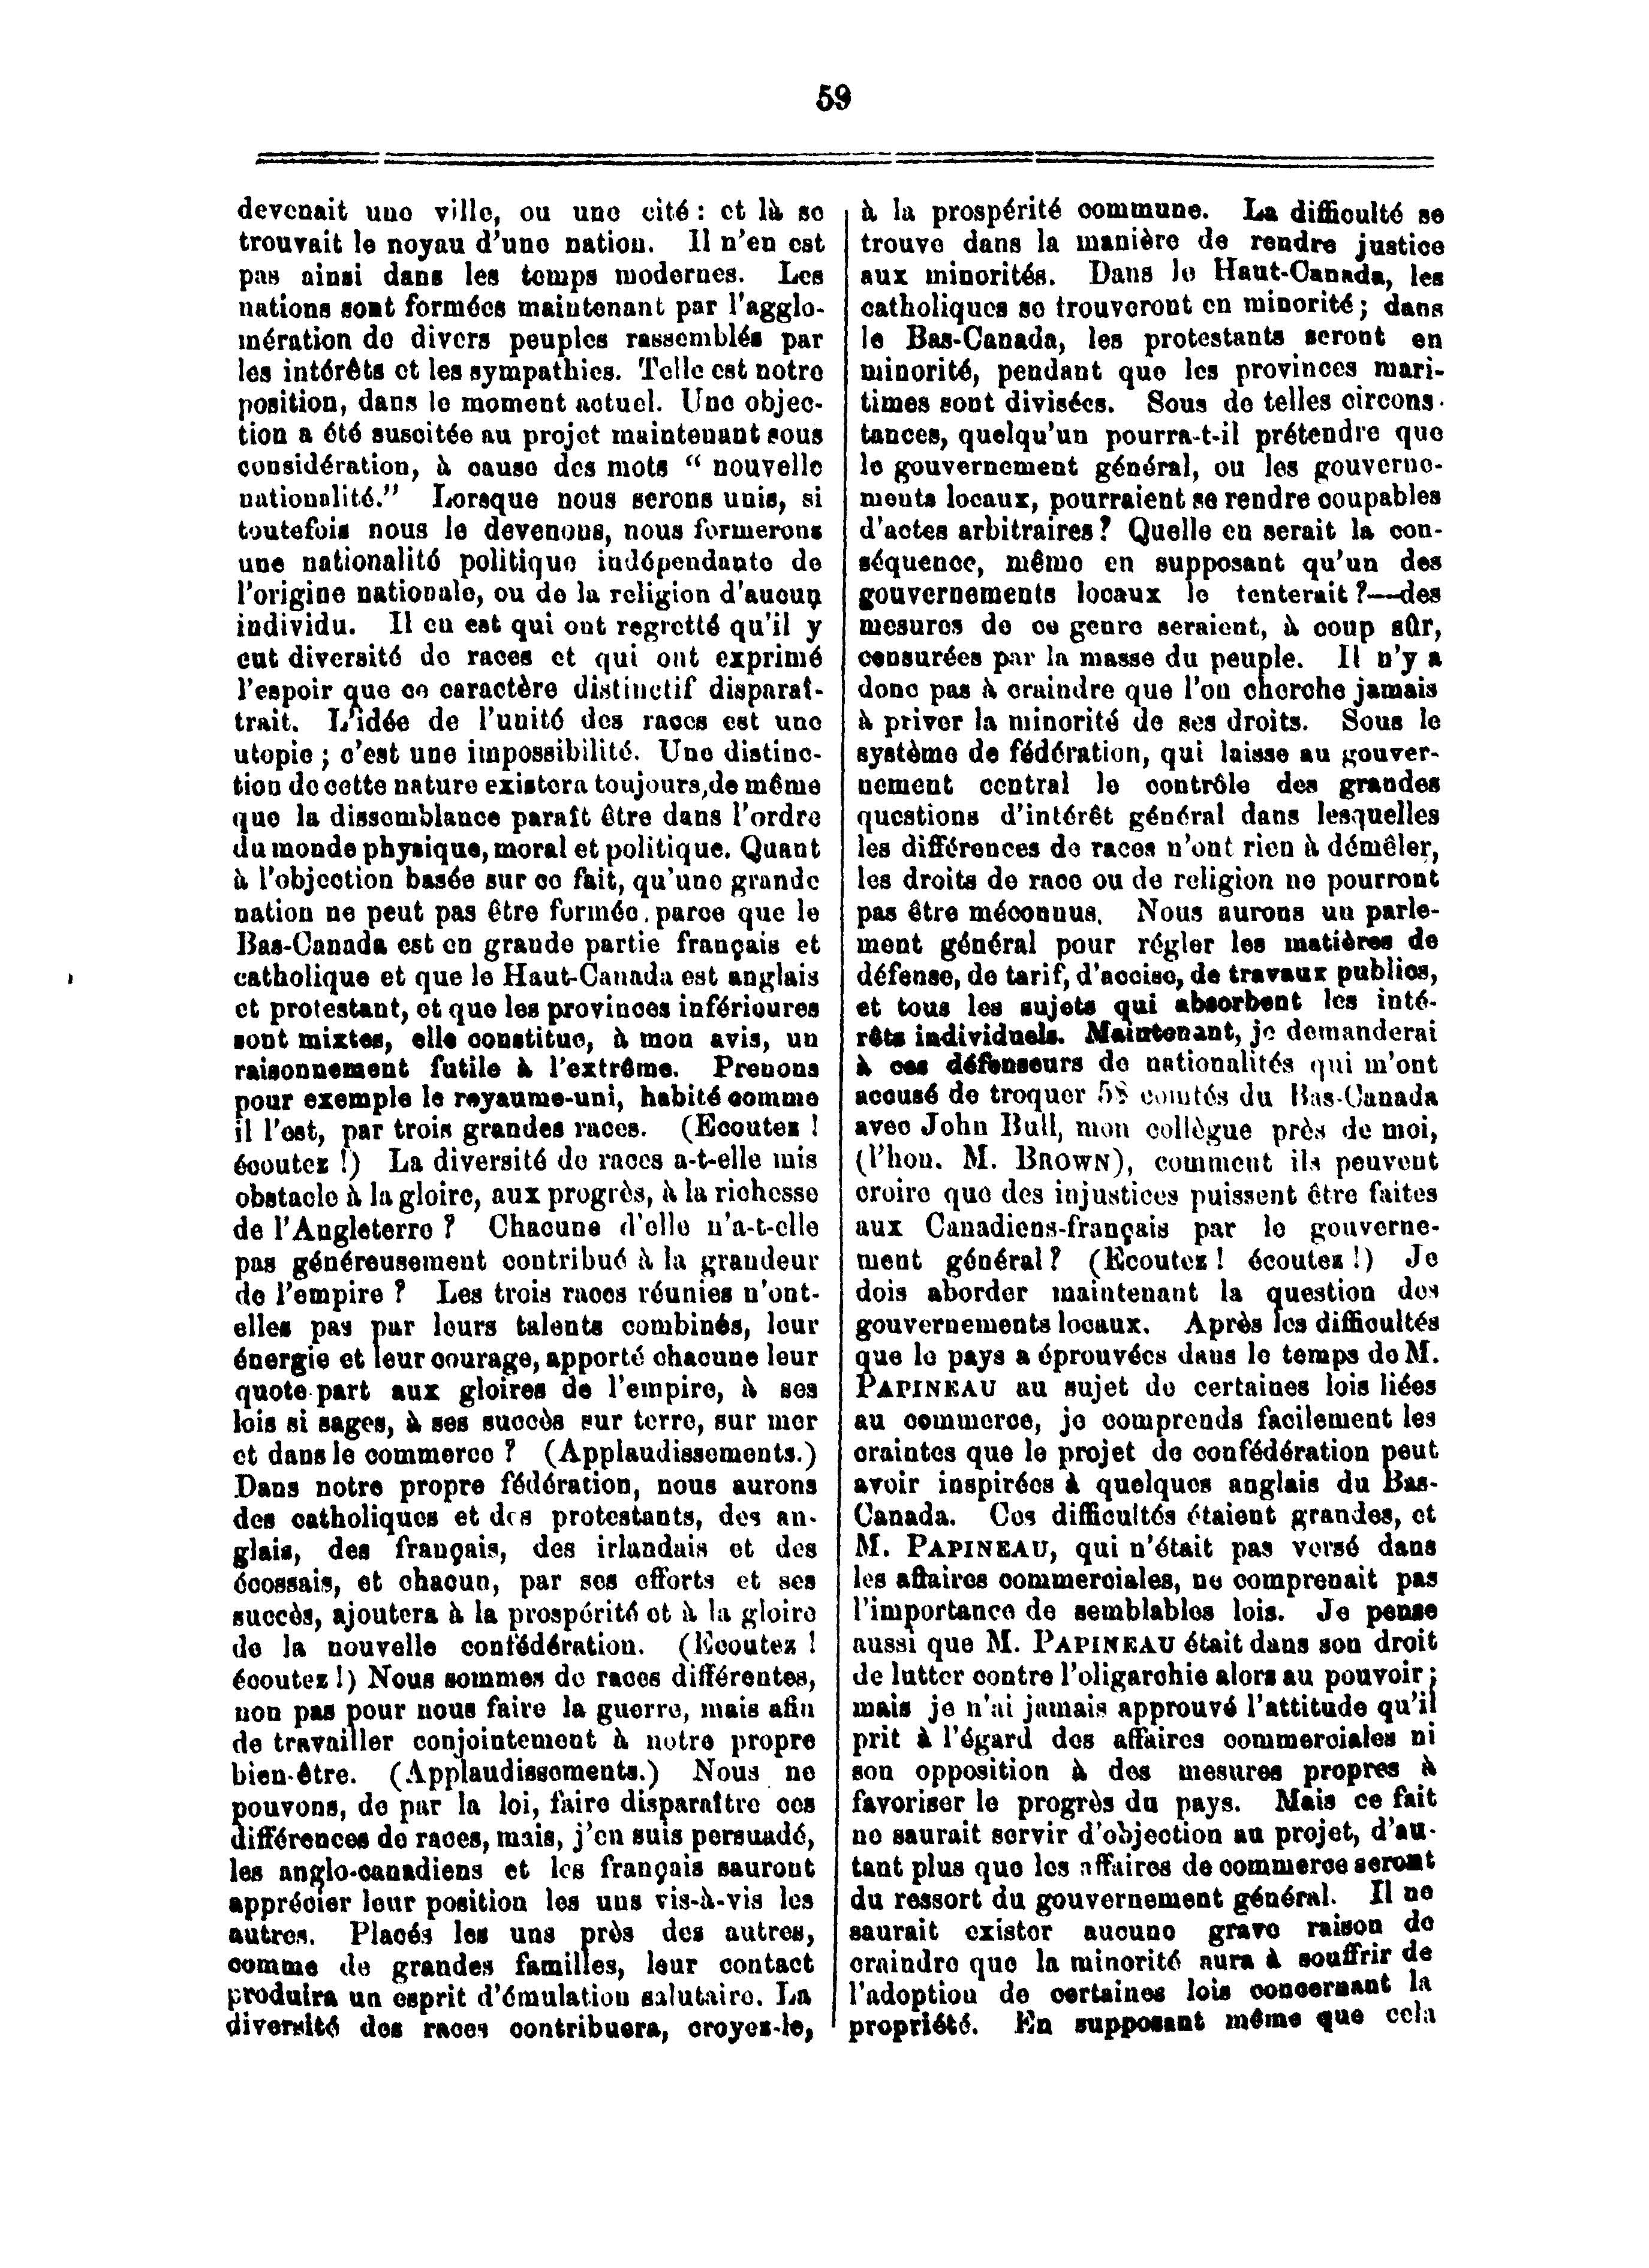 59
devenait une ville, ou une cité : et là se
trouvait le noyau d'une nation. Il n'en est
pas ainsi dans les temps modernes. Les
nations sont formées maintenant par l'agglo-
mération de divers peuples rassemblés par
les intérêts et les sympathies. Telle est notre
position, dans le moment actuel. Une objec-
tion a été suscitée au projet maintenant sous
considération, à cause des mots “ nouvelle
nationalité.” Lorsque nous serons unis, si
toutefois nous le devenons, nous formerons
une nationalité politique indépendante de
l'origine nationale, ou de la religion d'aucun
individu. Il en est qui ont regretté qu'il y
eut diversité de races et qui ont exprimé
l'espoir que ce caractère distinctif disparaî-
trait. L'idée de l'unité des races est une
utopie ; c'est une impossibilité. Une distinc-
tion de cette nature existera toujours, de même
que la dissemblance paraît être dans l'ordre
du monde physique, moral et politique. Quant
à l'objection basée sur ce fait, qu'une grande
nation ne peut pas être formée, parce que le
Bas-Canada est en grande partie français et
catholique et que le Haut-Canada est anglais
et protestant, et que les provinces inférieures
sont mixtes, elle constitue, à mon avis, un
raisonnement futile à l'extrême. Prenons
pour exemple le royaume-uni, habité comme
il l'est, par trois grandes races. (Ecoutez !
écoutez !) La diversité de races a-t-elle mis
obstacle à la gloire, aux progrès, à la richesse
de l'Angleterre ? Chacune d'elle n'a-t-elle
pas généreusement contribué à la grandeur
de l'empire ? Les trois races réunies n'ont-
elles pas par leurs talents combinés, leur
énergie et leur courage, apporté chacune leur
quote-part aux gloires de l'empire, à ses
lois si sages, à ses succès sur terre, sur mer
et dans le commerce ? (Applaudissements.)
Dans notre propre fédération, nous aurons
des catholiques et des protestants, des an-
glais, des français, des irlandais et des
écossais, et chacun, par ses efforts et ses
succès, ajoutera à la prospérité et à la gloire
de la nouvelle confédération. (Ecoutez !
écoutez !) Nous sommes de races différentes,
non pas pour nous faire la guerre, mais afin
de travailler conjointement à notre propre
bien-être. (Applaudissements.) Nous ne
pouvons, de par la loi, faire disparaître ces
différences de races, mais, j'en suis persuadé,
les anglo-canadiens et les français sauront
apprécier leur position les uns vis-à-vis les
autres. Placés les uns près des autres,
comme de grandes familles, leur contact
produira un esprit d'émulation salutaire. La
diversité des races contribuera, croyez-le,
à la prospérité commune. La difficulté se
trouve dans la manière de rendre justice
aux minorités. Dans le Haut-Canada, les
catholiques se trouveront en minorité ; dans
le Bas-Canada, les protestants seront en
minorité, pendant que les provinces mari-
times sont divisées. Sous de telles circons-
tances, quelqu'un pourra-t-il prétendre que
le gouvernement général, ou les gouverne-
ments locaux, pourraient se rendre coupables
d'actes arbitraires ? Quelle en serait la con-
séquence, même en supposant qu'un des
gouvernements locaux le tenterait ?—des
mesures de ce genre seraient, à coup sûr,
censurées par la masse du peuple. Il n'y a
donc pas à craindre que l'on cherche jamais
à priver la minorité de ses droits. Sous le
système de fédération, qui laisse au gouver-
nement central le contrôle des grandes
questions d'intérêt général dans lesquelles
les différences de races n'ont rien à démêler,
les droits de race ou de religion ne pourront
pas être méconnus. Nous aurons un parle-
ment général pour régler les matières de
défense, de tarif, d'accise, de travaux publics,
et tous les sujets qui absorbent les inté-
rêts individuels. Maintenant, je demanderai
à ces défenseurs de nationalités qui m'ont
accusé de troquer 58 comtés du Bas-Canada
avec John Bull, mon collègue près de moi,
(l'hon. M. BROWN), comment ils peuvent
croire que des injustices puissent être faites
aux Canadiens-français par le gouverne-
ment général ? (Ecoutez ! écoutez !) Je
dois aborder maintenant la question des
gouvernements locaux. Après les difficultés
que le pays a éprouvées dans le temps de M.
PAPINEAU au sujet de certaines lois liées
au commerce, je comprends facilement les
craintes que le projet de confédération peut
avoir inspirées à quelques anglais du Bas-
Canada. Ces difficultés étaient grandes, et
M. PAPINEAU, qui n'était pas versé dans
les affaires commerciales, ne comprenait pas
l'importance de semblables lois. Je pense
aussi que M. PAPINEAU était dans son droit
de lutter contre l'oligarchie alors au pouvoir ;
mais je n'ai jamais approuvé l'attitude qu'il
prit à l'égard des affaires commerciales ni
son opposition à des mesures propres à
favoriser le progrès du pays. Mais ce fait
ne saurait servir d'objection au projet, d'au-
tant plus que les affaires de commerce seront
du ressort du gouvernement général. Il ne
saurait exister aucune grave raison de
craindre que la minorité aura à souffrir de
l'adoption de certaines lois concernant la
propriété. En supposant même que cela